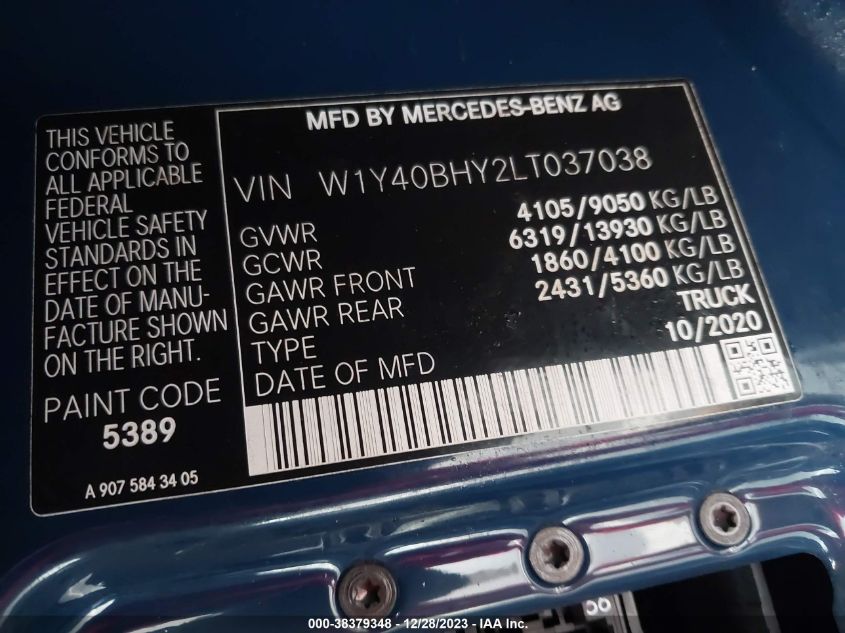 MFD BY MERCEDES-BENZ AG
THIS VEHICLE
CONFORMS TO
ALL APPLICABLE
FEDERAL
VEHICLE SAFETY
STANDARDS IN
EFFECT ON THE
DATE OF MANU-
FACTURE SHOWN
ON THE RIGHT.
PAINT CODE
5389
A 907 584 34 05
VIN W1Y40BHY2LT037038
GVWR 4105/9050 KG/LB
GCWR 6319/13930 KG/LB
GAWR FRONT 1860/4100 KG/LB
GAWR REAR 2431/5360 KG/LB
TYPE TRUCK
DATE OF MFD 10/2020
56
000-38379348 - 12/28/2023 - IAA Inc.